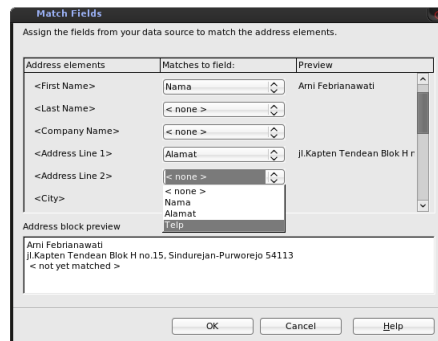 Match Fields
Assign the fields from your data source to match the address elements.
Address elements Matches to field: Preview
<First Name> Nama Arni Febrianawati
<Last Name> < none >
<Company Name> < none >
<Address Line 1> Alamat jl.Kapten Tendean Blok H r
<Address Line 2> < none >
< none >
Nama
<City> Alamat
Telp
Address block preview
Arni Febrianawati
jl.Kapten Tendean Blok H no.15, Sindurejan-Purworejo 54113
< not yet matched >
OK Cancel Help